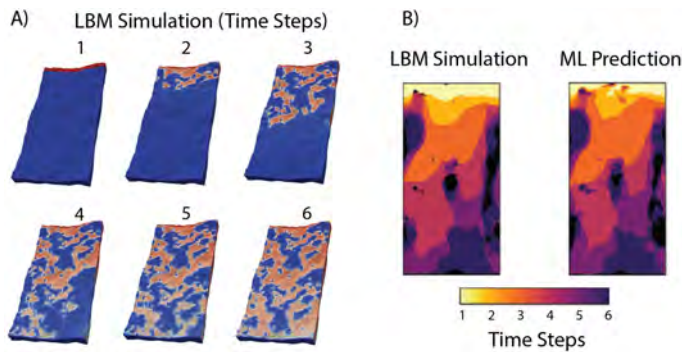 A)
LBM Simulation (Time Steps)
1 2 3
4 5 6
B)
LBM Simulation ML Prediction
1 2 3 4 5 6
Time Steps